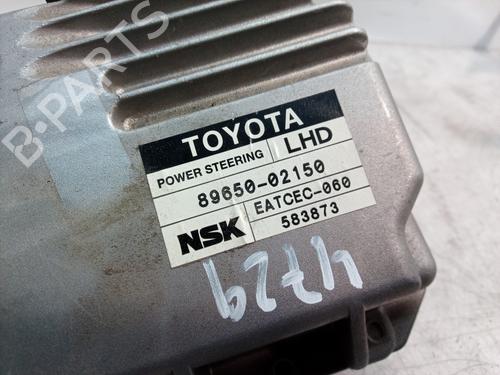 B-PARTS
TOYOTA
POWER STEERING LHD
89650-02150
NSK EATCEC-060
583873
4729